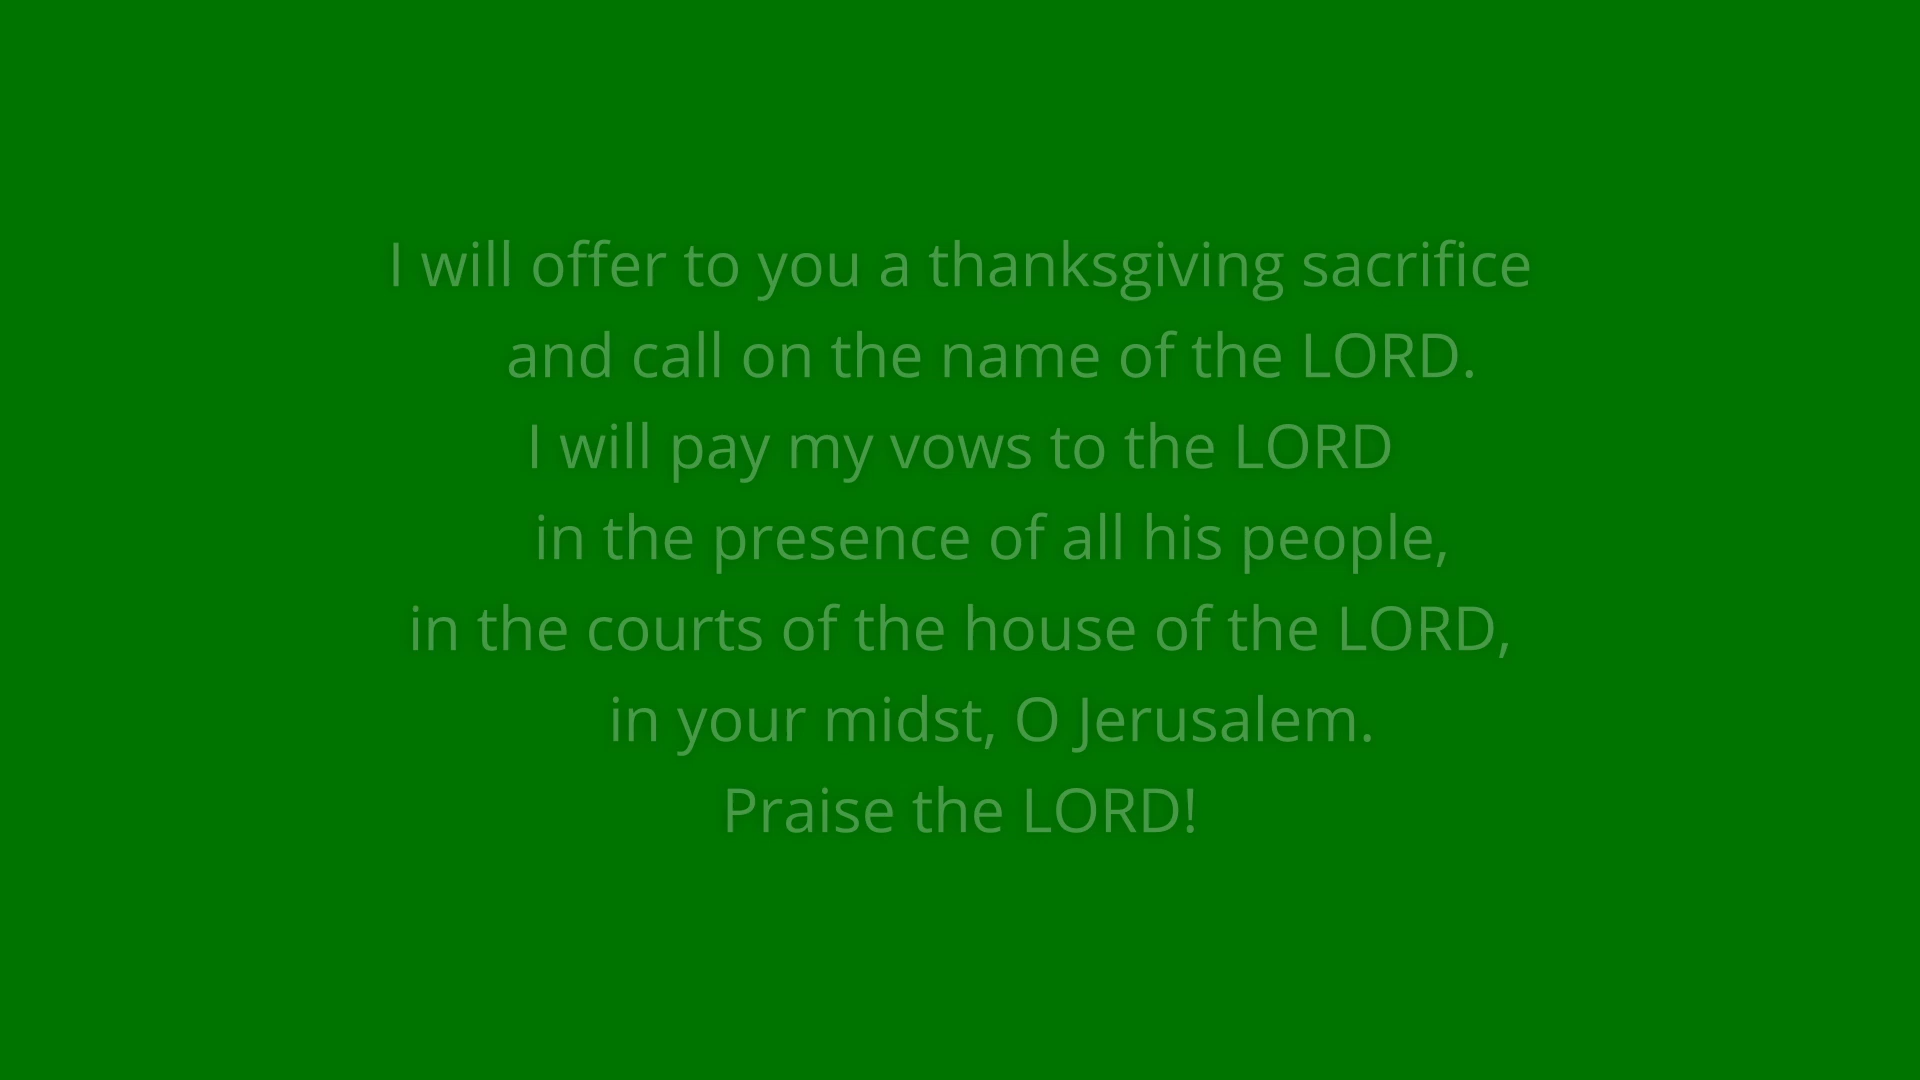 I will offer to you a thanksgiving sacrifice
and call on the name of the LORD.
I will pay my vows to the LORD
in the presence of all his people,
in the courts of the house of the LORD,
in your midst, O Jerusalem.
Praise the LORD!